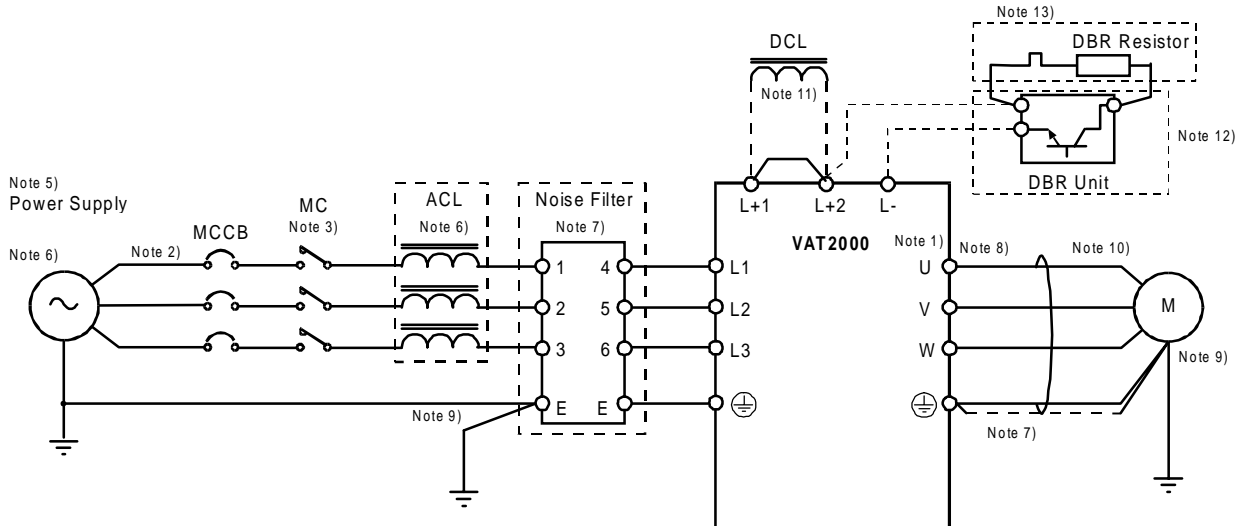 Note 13)
DBR Resistor
DCL
Note 11)
Note 12)
DBR Unit
Note 5)
Power Supply
Note 6)
Note 2)
MCCB
MC
Note 3)
ACL
Note 6)
Noise Filter
Note 7)
1 4
2 5
3 6
E E
Note 9)
L+1 L+2 L-
VAT2000
Note 1)
L1
L2
L3
U
V
W
Note 8)
Note 10)
M
Note 9)
Note 7)